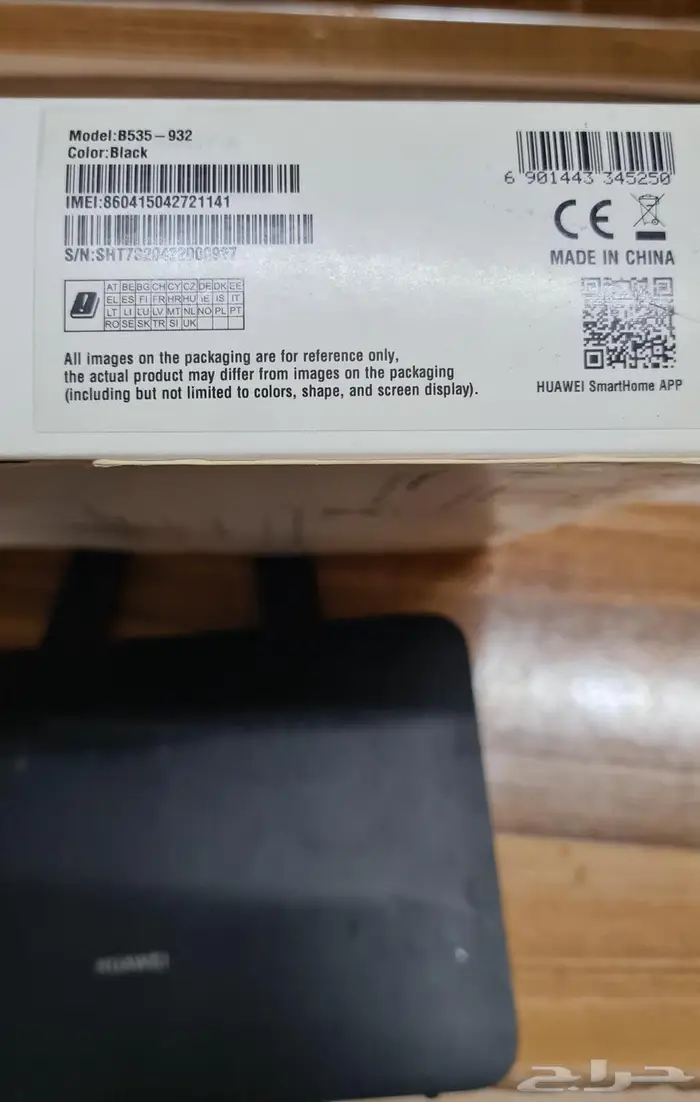 Model:B535-932
Color:Black
IMEI:860415042721141
6 901443 345250
MADE IN CHINA
AT BE BG CH CY CZ DE DK EE
EL ES FI FR HR HU IE IS IT
LT LI LU LV MT NL NO PL PT
RO SE SK TR SI UK
All images on the packaging are for reference only,
the actual product may differ from images on the packaging
(including but not limited to colors, shape, and screen display).
HUAWEI SmartHome APP
HUAWEI
حراج